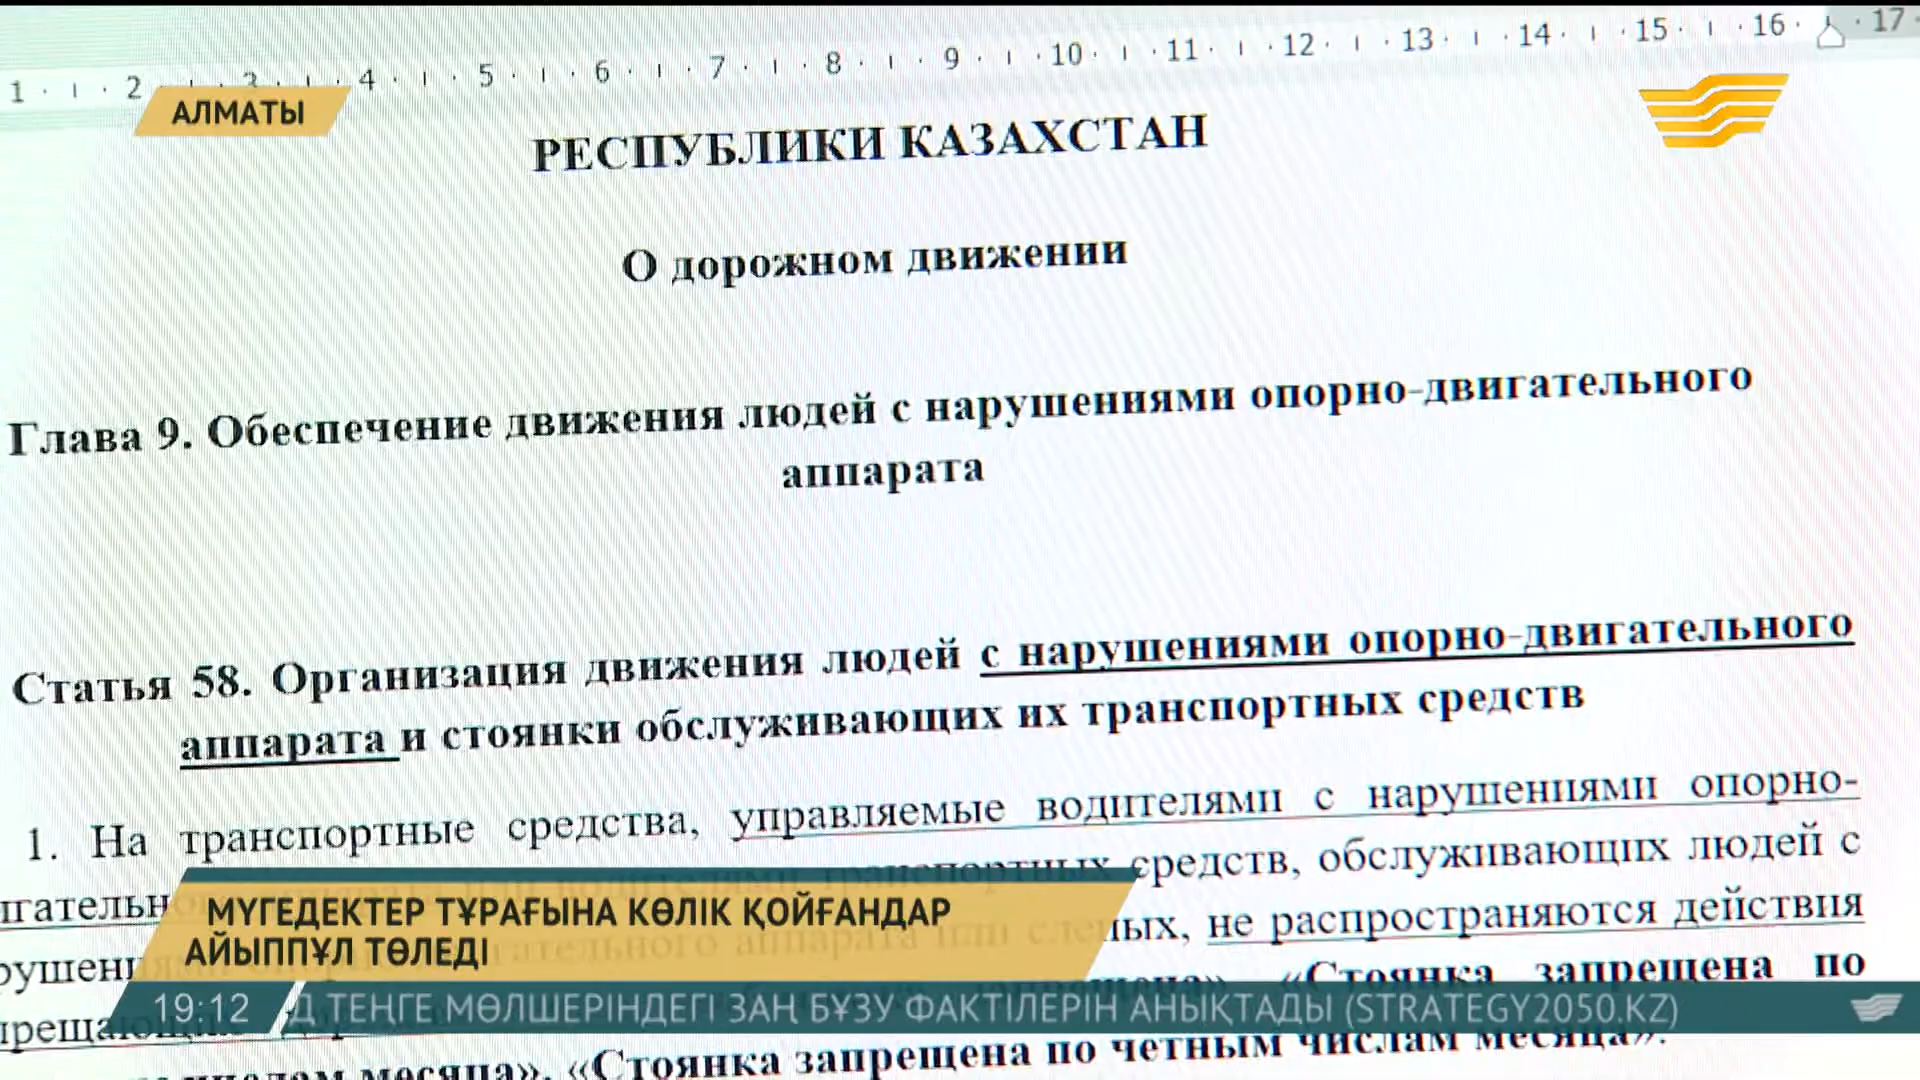 1 2 3 4 5 6 7 8 9 10 11 12 13 14 15 16 17
АЛМАТЫ
РЕСПУБЛИКИ КАЗАХСТАН
О дорожном движении
Глава 9. Обеспечение движения людей с нарушениями опорно-двигательного
аппарата
Статья 58. Организация движения людей с нарушениями опорно-двигательного
аппарата и стоянки обслуживающих их транспортных средств
1. На транспортные средства, управляемые водителями с нарушениями опорно-
транспортных средств, обслуживающих людей с
не распространяются действия
«Стоянка запрещена по
месяца», «Стоянка запрещена по четным числам месяца».
МҮГЕДЕКТЕР ТҰРАҒЫНА КӨЛІК ҚОЙҒАНДАР
АЙЫППҰЛ ТӨЛЕДІ
19:12 Д ТЕҢГЕ МӨЛШЕРІНДЕГІ ЗАҢ БҰЗУ ФАКТІЛЕРІН АНЫҚТАДЫ (STRATEGY2050.KZ)